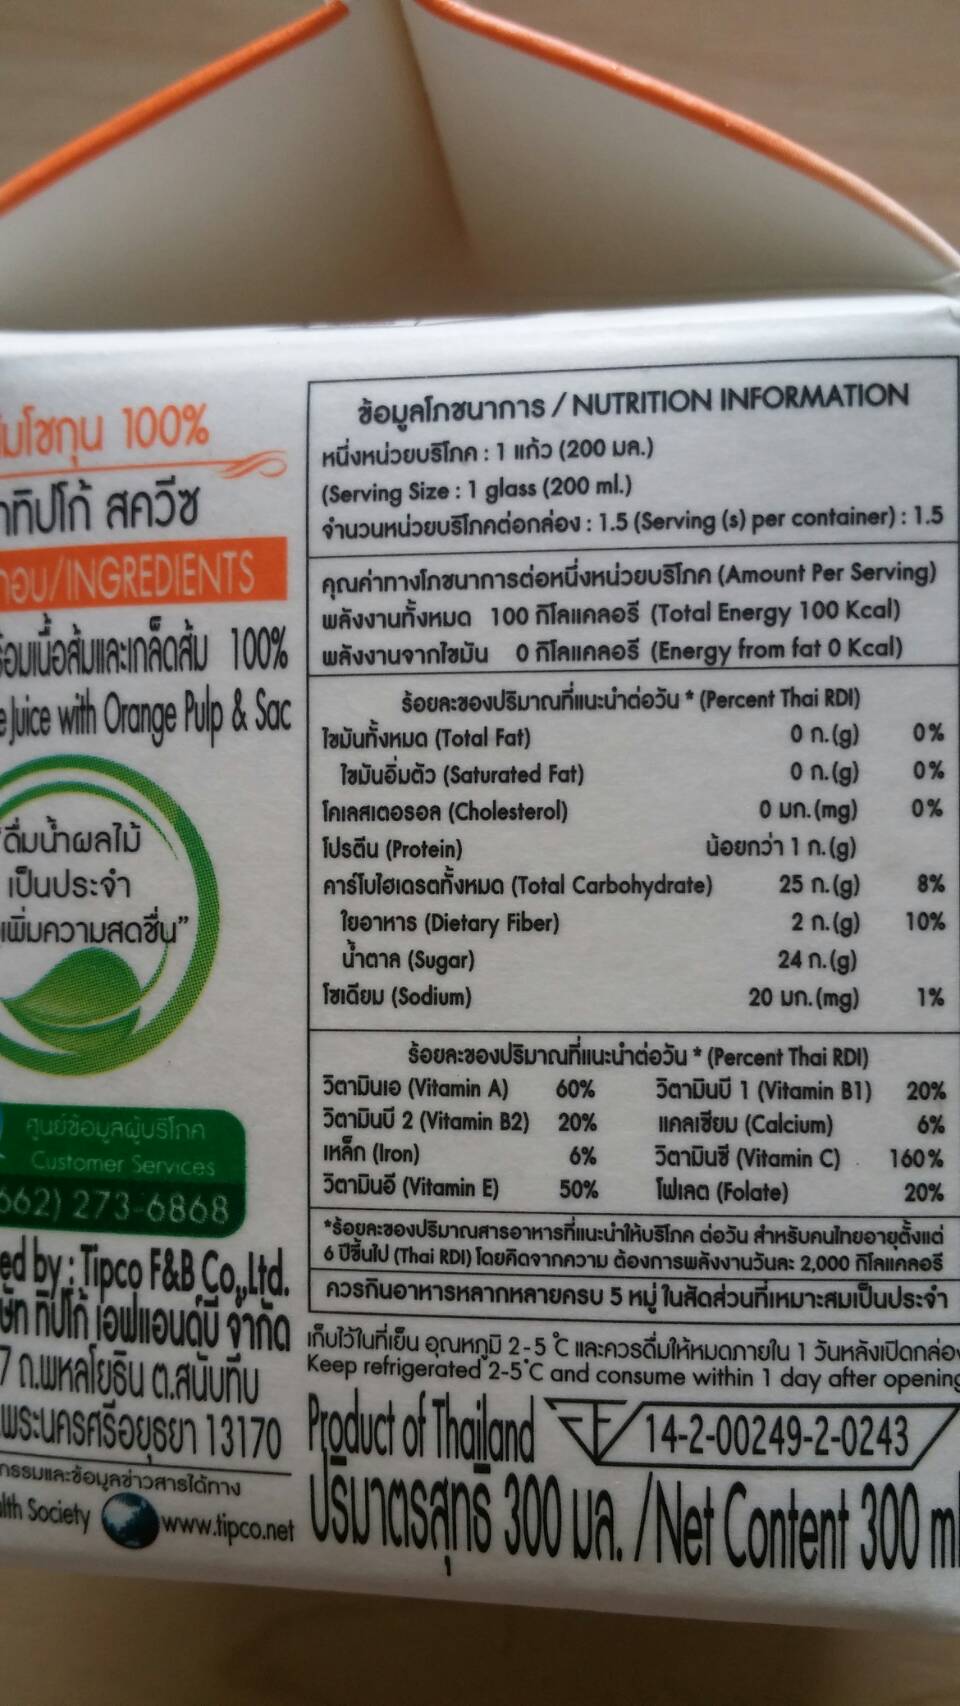 100%
สควีซ
/INGREDIENTS
100%
Juice with Orange Pulp & Sac
ดื่มน้ำผลไม้
เป็นประจำ
เพิ่มความสดชื่น”
ศูนย์ข้อมูลผู้บริโภค
Customer Services
662) 273-6868
by : Tipco F&B Co.,Ltd.
ทิปโก้ เอฟแอนด์บี จำกัด
ถ.พหลโยธิน ต.สนับทึบ
พระนครศรีอยุธยา 13170
Society
www.tipco.net
ข้อมูลโภชนาการ / NUTRITION INFORMATION
หนึ่งหน่วยบริโภค : 1 แก้ว (200 มล.)
(Serving Size : 1 glass (200 ml.)
จำนวนหน่วยบริโภคต่อกล่อง : 1.5 (Serving (s) per container) : 1.5
คุณค่าทางโภชนาการต่อหนึ่งหน่วยบริโภค (Amount Per Serving)
พลังงานทั้งหมด 100 กิโลแคลอรี (Total Energy 100 Kcal)
พลังงานจากไขมัน 0 กิโลแคลอรี (Energy from fat 0 Kcal)
ร้อยละของปริมาณที่แนะนำต่อวัน * (Percent Thai RDI)
ไขมันทั้งหมด (Total Fat) 0 ก.(g) 0%
ไขมันอิ่มตัว (Saturated Fat) 0 ก.(g) 0%
โคเลสเตอรอล (Cholesterol) 0 มก.(mg) 0%
โปรตีน (Protein) น้อยกว่า 1 ก.(g)
คาร์โบไฮเดรตทั้งหมด (Total Carbohydrate) 25 ก.(g) 8%
ใยอาหาร (Dietary Fiber) 2 ก.(g) 10%
น้ำตาล (Sugar) 24 ก.(g)
โซเดียม (Sodium) 20 มก.(mg) 1%
ร้อยละของปริมาณที่แนะนำต่อวัน * (Percent Thai RDI)
วิตามินเอ (Vitamin A) 60% วิตามินบี 1 (Vitamin B1) 20%
วิตามินบี 2 (Vitamin B2) 20% แคลเซียม (Calcium) 6%
เหล็ก (Iron) 6% วิตามินซี (Vitamin C) 160%
วิตามินอี (Vitamin E) 50% โฟเลต (Folate) 20%
*ร้อยละของปริมาณสารอาหารที่แนะนำให้บริโภค ต่อวัน สำหรับคนไทยอายุตั้งแต่
6 ปีขึ้นไป (Thai RDI) โดยคิดจากความ ต้องการพลังงานวันละ 2,000 กิโลแคลอรี
ควรกินอาหารหลากหลายครบ 5 หมู่ ในสัดส่วนที่เหมาะสมเป็นประจำ
เก็บไว้ในที่เย็น อุณหภูมิ 2-5 °C และควรดื่มให้หมดภายใน 1 วันหลังเปิดกล่อง
Keep refrigerated 2-5°C and consume within 1 day after opening
Product of Thailand 14-2-00249-2-0243
ปริมาตรสุทธิ 300 มล. /Net Content 300 ml